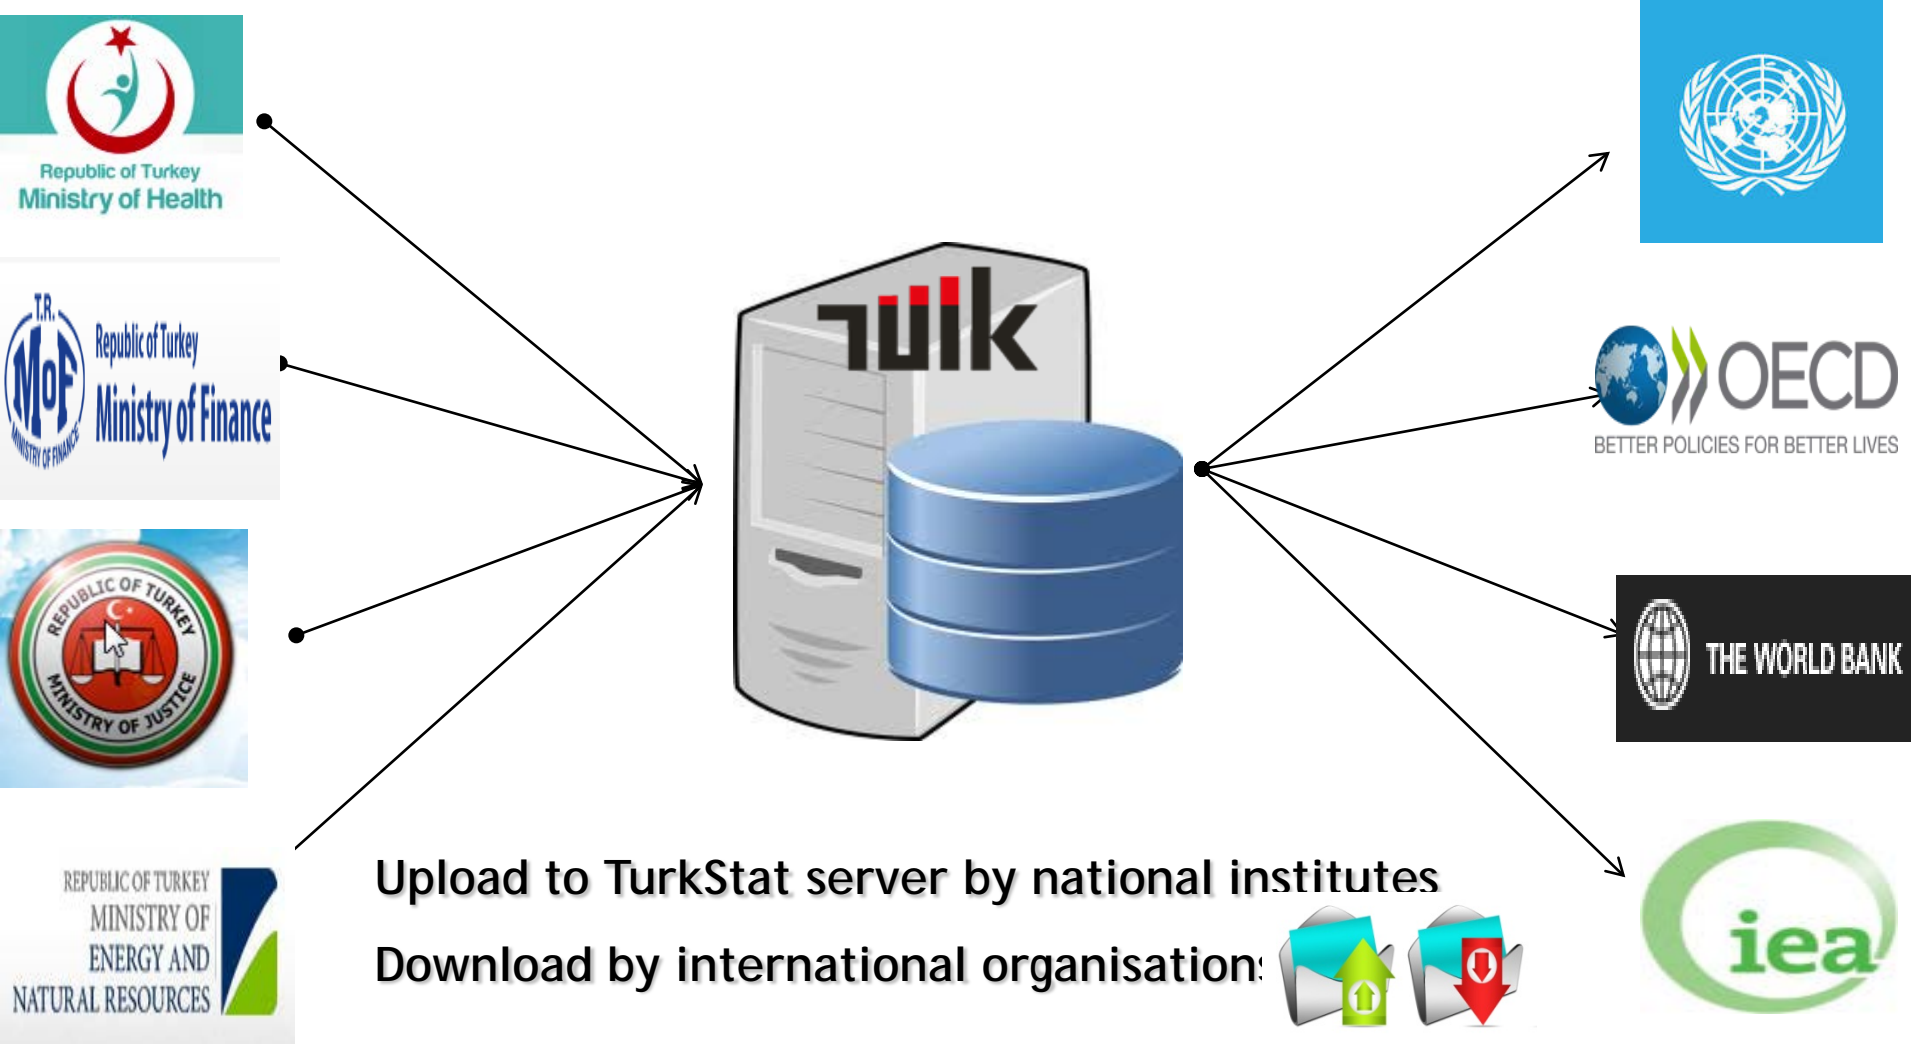 Republic of Turkey
Ministry of Health
T.R.
MoF
MINISTRY OF FINANCE
Republic of Turkey
Ministry of Finance
REPUBLIC OF TURKEY
MINISTRY OF JUSTICE
REPUBLIC OF TURKEY
MINISTRY OF
ENERGY AND
NATURAL RESOURCES
TUIK
Upload to TurkStat server by national institutes
Download by international organisations
OECD
BETTER POLICIES FOR BETTER LIVES
THE WORLD BANK
iea